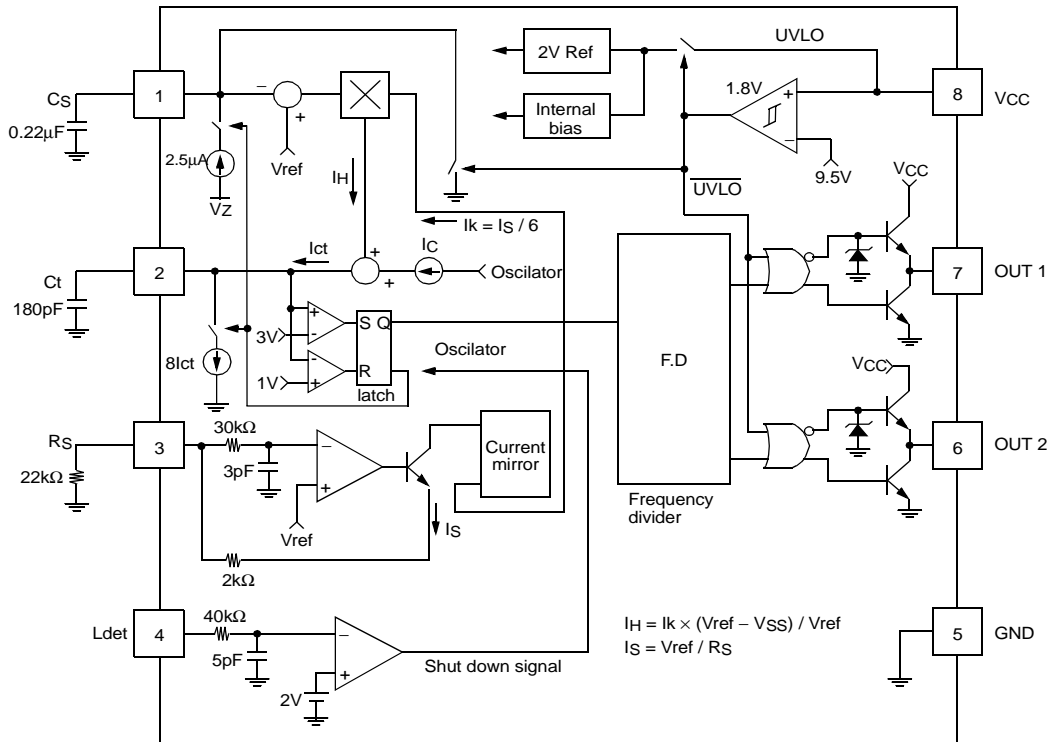 UVLO
2V Ref
1.8V
+
1
−
8
CS
VCC
Internal
bias
0.22µF
+
−
2.5µA
Vref
9.5V
VCC
IH
UVLO
VZ
Ik = IS / 6
Ict
IC
+
2
+
Oscilator
7
OUT 1
Ct
180pF
+
S Q
3V
-
Oscilator
8Ict
-
F.D
VCC
1V
+
R
latch
30kΩ
RS
3
−
Current
mirror
6
OUT 2
3pF
22kΩ
+
Frequency
divider
Vref
IS
2kΩ
40kΩ
Ldet
4
−
IH = Ik × (Vref − VSS) / Vref
5
GND
5pF
IS = Vref / RS
Shut down signal
+
2V